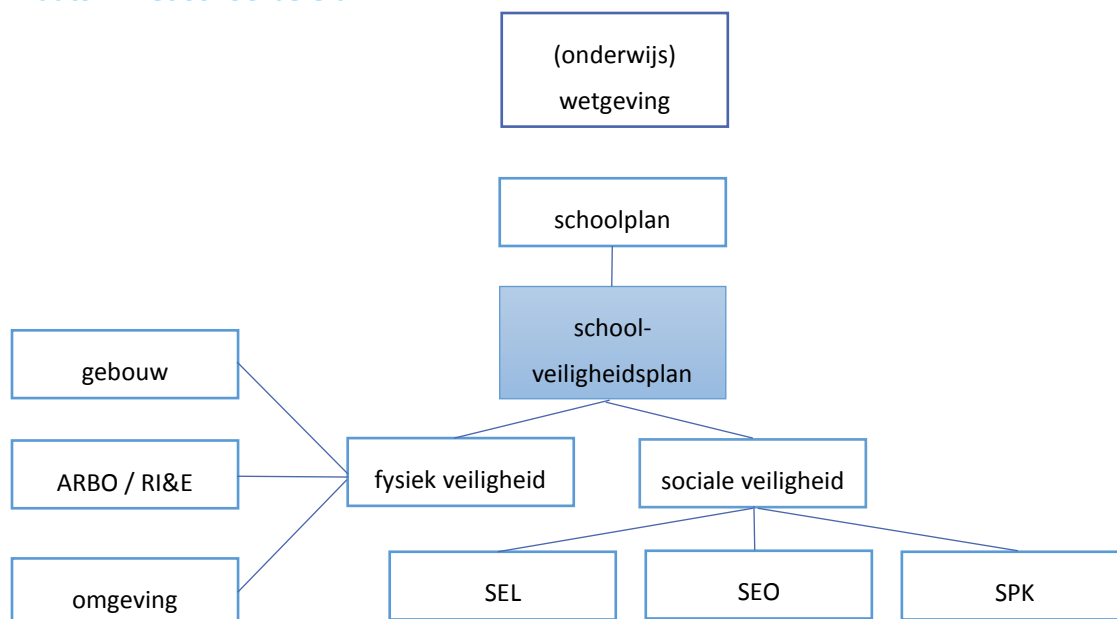 (onderwijs)
wetgeving
schoolplan
school-
veiligheidsplan
gebouw
ARBO / RI&E
omgeving
fysiek veiligheid
sociale veiligheid
SEL
SEO
SPK